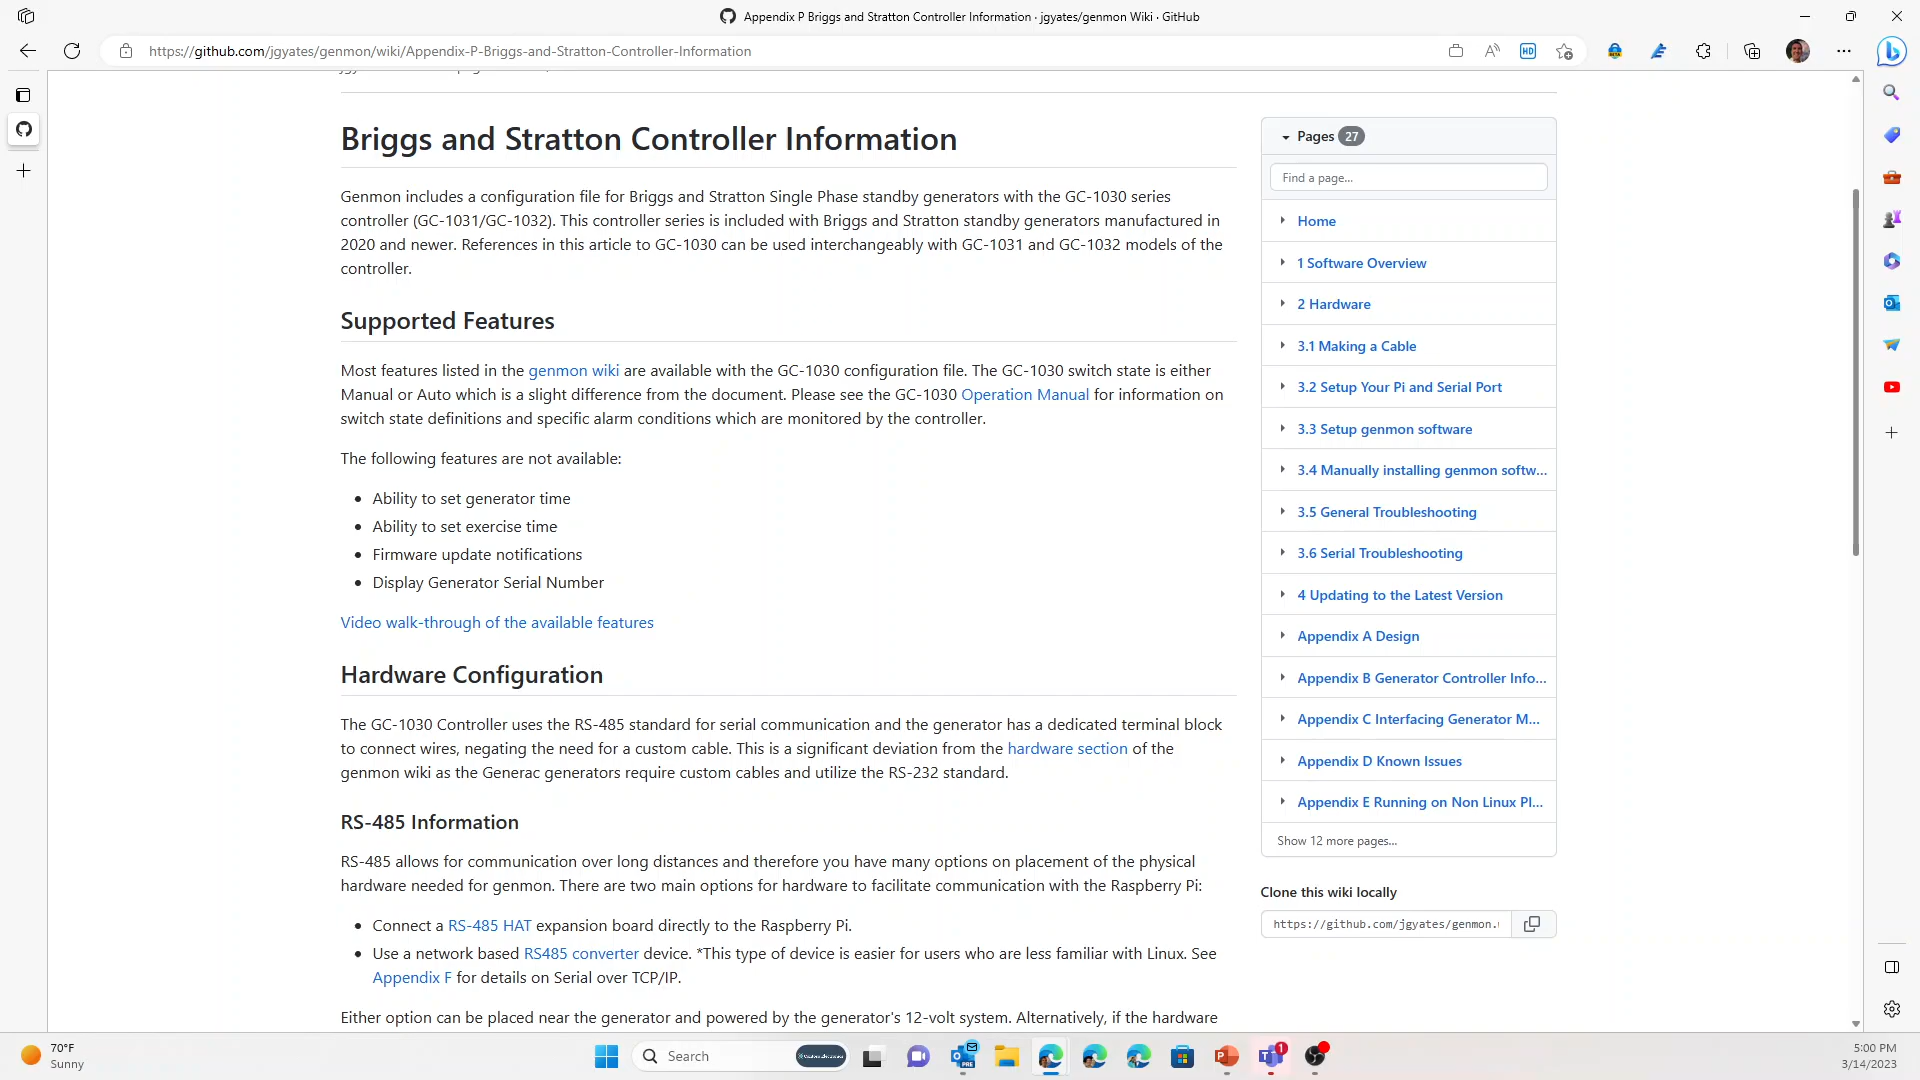 Appendix P Briggs and Stratton Controller Information · jgyates/genmon Wiki · GitHub
https://github.com/jgyates/genmon/wiki/Appendix-P-Briggs-and-Stratton-Controller-Information
Briggs and Stratton Controller Information
Genmon includes a configuration file for Briggs and Stratton Single Phase standby generators with the GC-1030 series
controller (GC-1031/GC-1032). This controller series is included with Briggs and Stratton standby generators manufactured in
2020 and newer. References in this article to GC-1030 can be used interchangeably with GC-1031 and GC-1032 models of the
controller.
Supported Features
Most features listed in the genmon wiki are available with the GC-1030 configuration file. The GC-1030 switch state is either
Manual or Auto which is a slight difference from the document. Please see the GC-1030 Operation Manual for information on
switch state definitions and specific alarm conditions which are monitored by the controller.
The following features are not available:
• Ability to set generator time
• Ability to set exercise time
• Firmware update notifications
• Display Generator Serial Number
Video walk-through of the available features
Hardware Configuration
The GC-1030 Controller uses the RS-485 standard for serial communication and the generator has a dedicated terminal block
to connect wires, negating the need for a custom cable. This is a significant deviation from the hardware section of the
genmon wiki as the Generac generators require custom cables and utilize the RS-232 standard.
RS-485 Information
RS-485 allows for communication over long distances and therefore you have many options on placement of the physical
hardware needed for genmon. There are two main options for hardware to facilitate communication with the Raspberry Pi:
• Connect a RS-485 HAT expansion board directly to the Raspberry Pi.
• Use a network based RS485 converter device. *This type of device is easier for users who are less familiar with Linux. See
Appendix F for details on Serial over TCP/IP.
Either option can be placed near the generator and powered by the generator's 12-volt system. Alternatively, if the hardware
Pages 27
Find a page...
Home
1 Software Overview
2 Hardware
3.1 Making a Cable
3.2 Setup Your Pi and Serial Port
3.3 Setup genmon software
3.4 Manually installing genmon softw...
3.5 General Troubleshooting
3.6 Serial Troubleshooting
4 Updating to the Latest Version
Appendix A Design
Appendix B Generator Controller Info...
Appendix C Interfacing Generator M...
Appendix D Known Issues
Appendix E Running on Non Linux Pl...
Show 12 more pages...
Clone this wiki locally
https://github.com/jgyates/genmon.
70°F
Sunny
Search
PRE
1
5:00 PM
3/14/2023